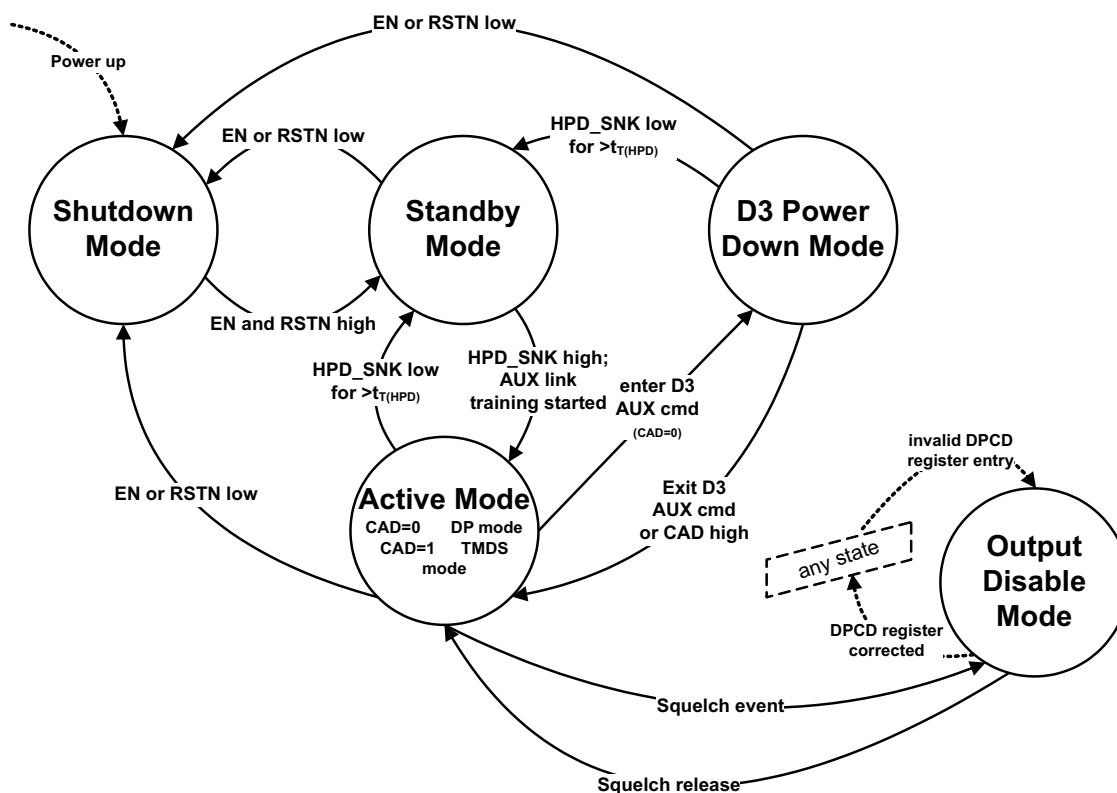 EN or RSTN low
Power up
EN or RSTN low
HPD_SNK low
for >tT(HPD)
Shutdown
Mode
Standby
Mode
D3 Power
Down Mode
EN and RSTN high
HPD_SNK low
for >tT(HPD)
HPD_SNK high;
AUX link
training started
enter D3
AUX cmd
(CAD=0)
invalid DPCD
register entry
EN or RSTN low
Active Mode
CAD=0 DP mode
CAD=1 TMDS
mode
Exit D3
AUX cmd
or CAD high
any state
Output
Disable
Mode
DPCD register
corrected
Squelch event
Squelch release